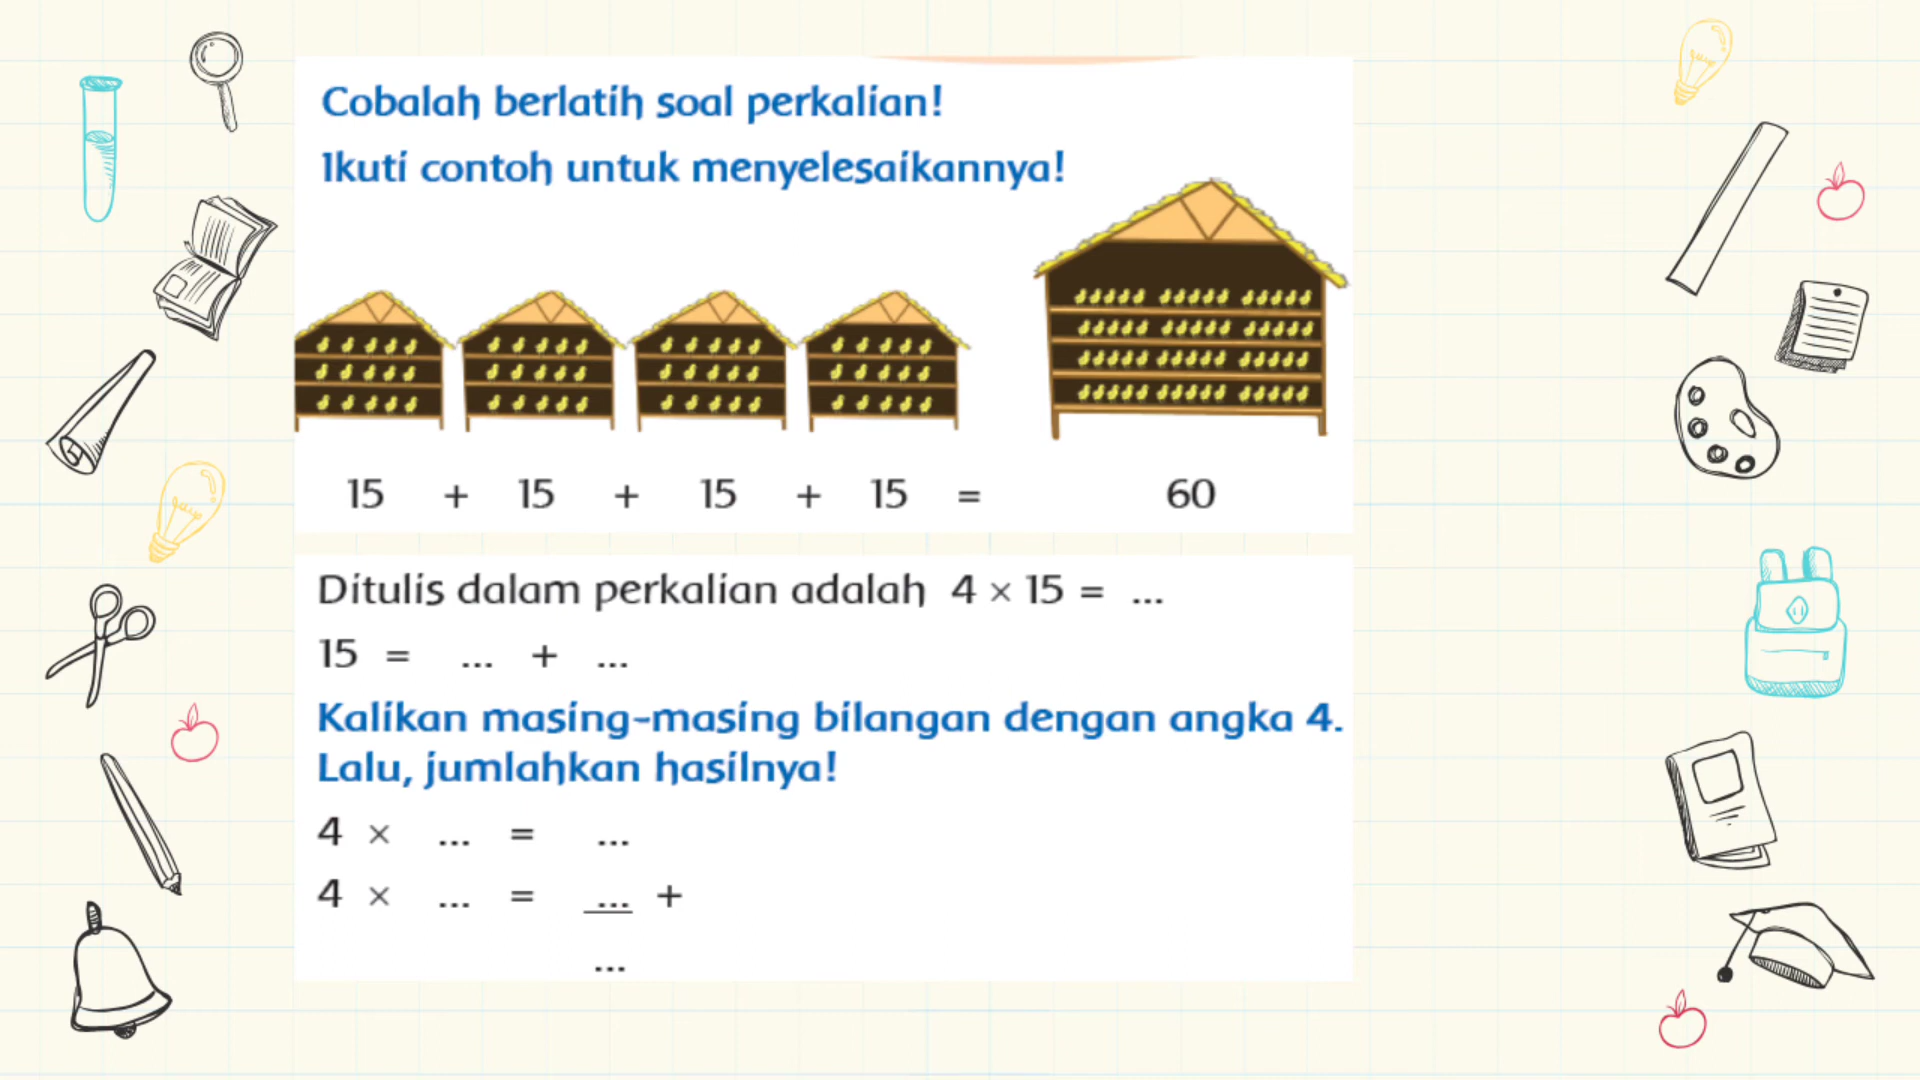 Cobalah berlatih soal perkalian!
Ikuti contoh untuk menyelesaikannya!
15 + 15 + 15 + 15 = 60
Ditulis dalam perkalian adalah 4 × 15 = ...
15 = ... + ...
Kalikan masing-masing bilangan dengan angka 4.
Lalu, jumlahkan hasilnya!
4 × ... = ...
4 × ... = ... +
...